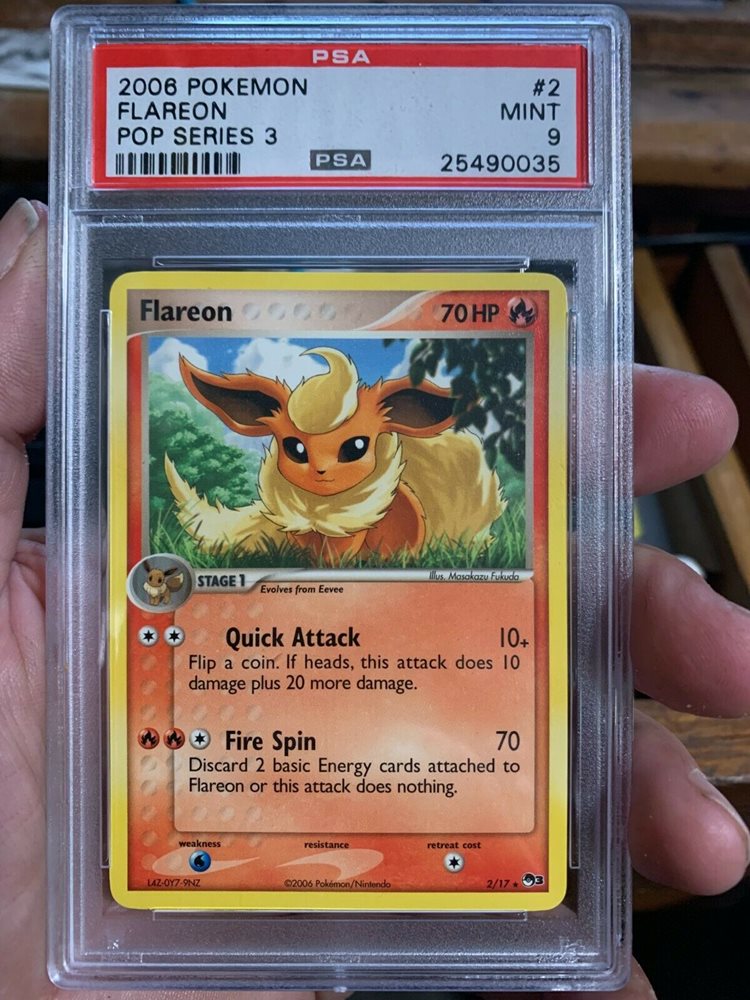 PSA
2006 POKEMON #2
FLAREON MINT
POP SERIES 3 9
PSA 25490035
Flareon 70 HP
STAGE 1
Illus. Masakazu Fukuda
Evolves from Eevee
Quick Attack 10+
Flip a coin. If heads, this attack does 10
damage plus 20 more damage.
Fire Spin 70
Discard 2 basic Energy cards attached to
Flareon or this attack does nothing.
weakness resistance retreat cost
L4Z-0Y7-9NZ ©2006 Pokémon/Nintendo 2/17 ★ 3